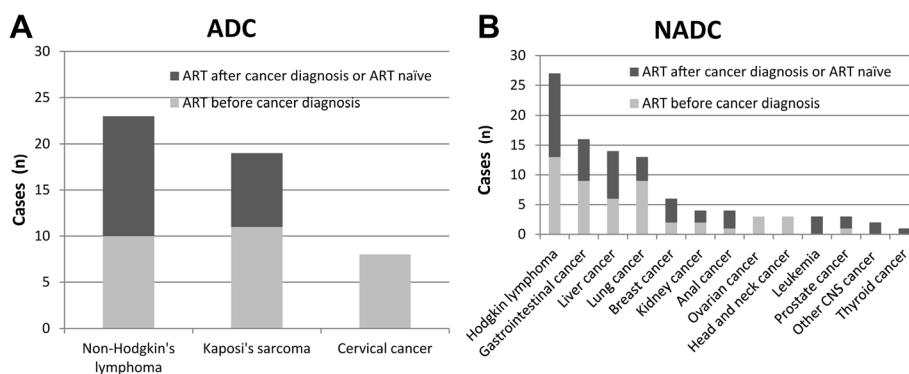 A
ADC
30
25
20
15
10
5
0
Cases (n)
ART after cancer diagnosis or ART naïve
ART before cancer diagnosis
Non-Hodgkin's
lymphoma
Kaposi's sarcoma
Cervical cancer
B
NADC
30
25
20
15
10
5
0
Cases (n)
ART after cancer diagnosis or ART naïve
ART before cancer diagnosis
Hodgkin lymphoma
Gastrointestinal cancer
Liver cancer
Lung cancer
Breast cancer
Kidney cancer
Anal cancer
Ovarian cancer
Head and neck cancer
Leukemia
Prostate cancer
Other CNS cancer
Thyroid cancer